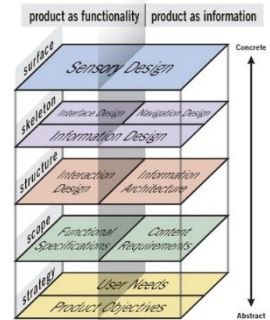 product as functionality
product as information
Concrete
surface
Sensory Design
skeleton
Interface Design
Navigation Design
Information Design
structure
Interaction
Design
Information
Architecture
scope
Functional
Specifications
Content
Requirements
strategy
User Needs
Product Objectives
Abstract